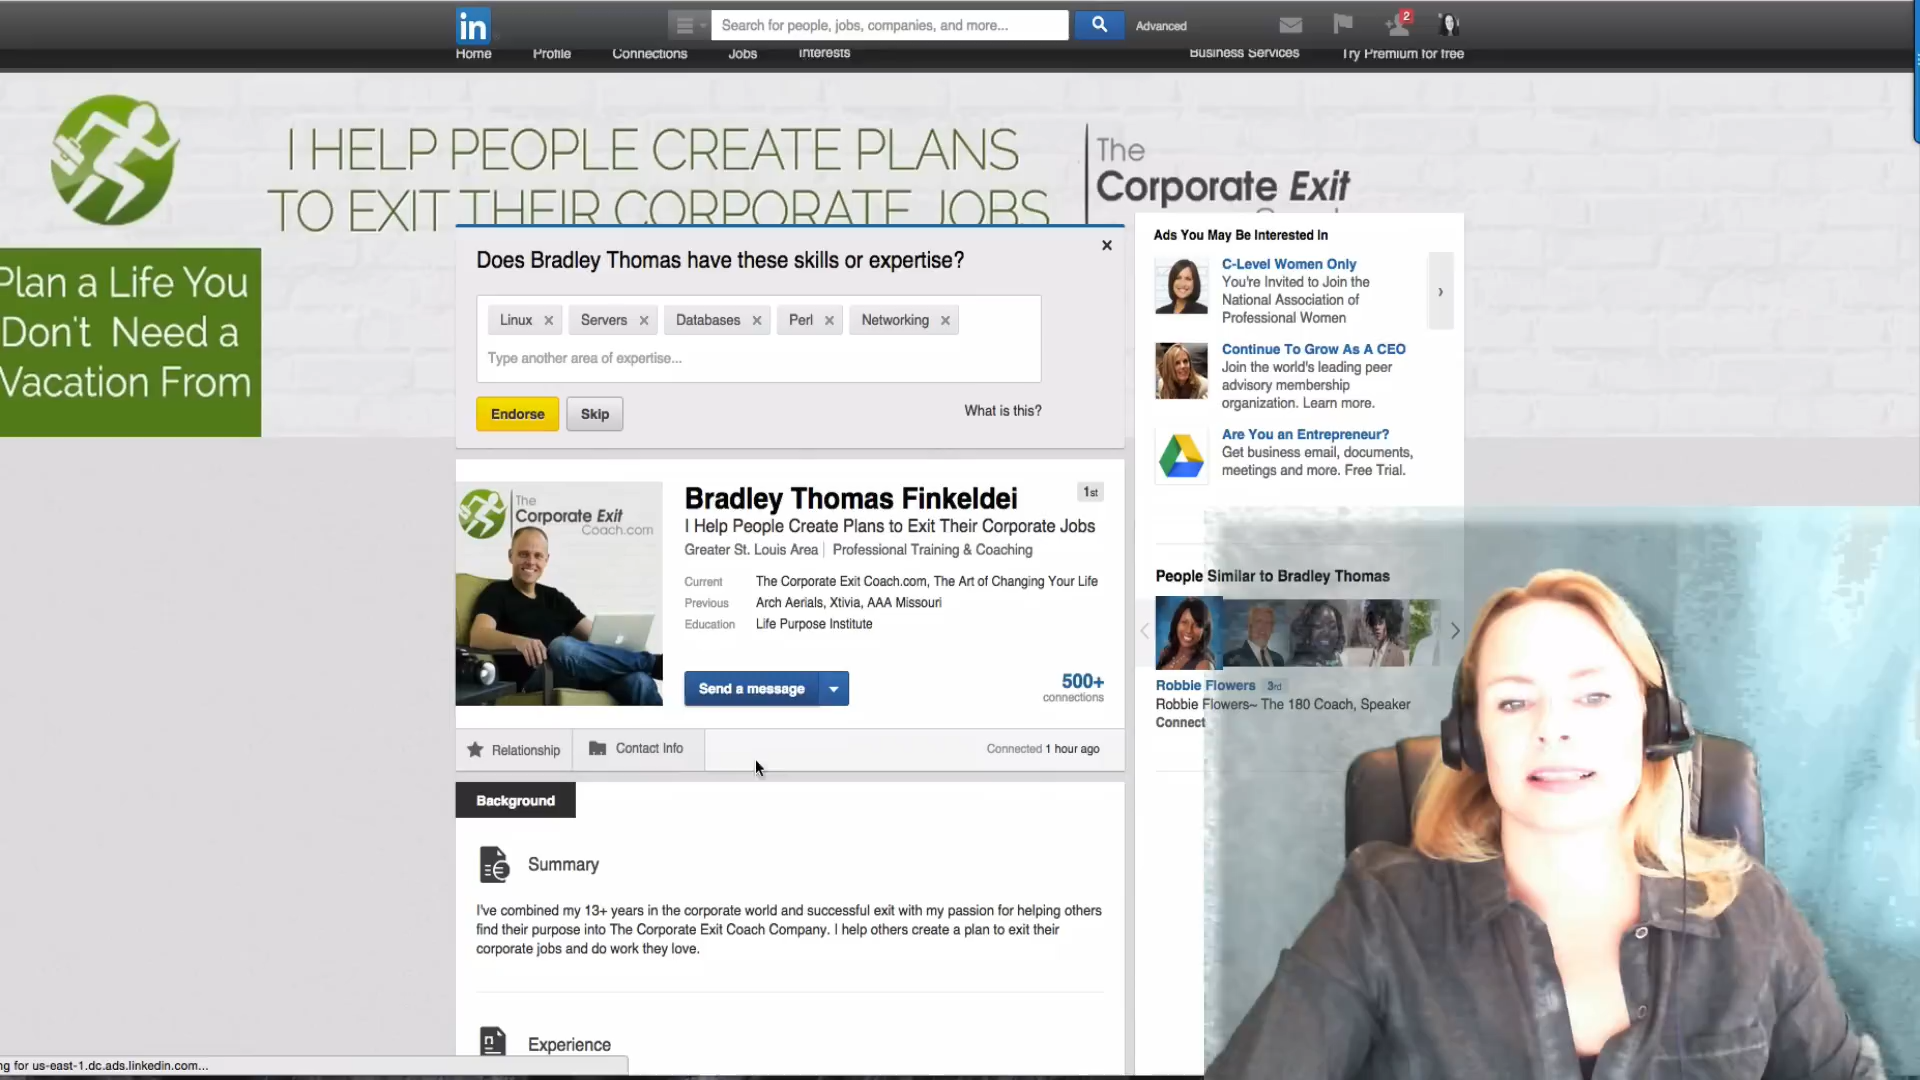 in
Search for people, jobs, companies, and more...
Advanced
2
Home Profile Connections Jobs Interests Business Services Try Premium for free
I HELP PEOPLE CREATE PLANS
TO EXIT THEIR CORPORATE JOBS
The
Corporate Exit
Plan a Life You
Don't Need a
Vacation From
Does Bradley Thomas have these skills or expertise?
×
Linux × Servers × Databases × Perl × Networking ×
Type another area of expertise...
Endorse Skip What is this?
Ads You May Be Interested In
C-Level Women Only
You're Invited to Join the
National Association of
Professional Women
Continue To Grow As A CEO
Join the world's leading peer
advisory membership
organization. Learn more.
Are You an Entrepreneur?
Get business email, documents,
meetings and more. Free Trial.
The
Corporate Exit
Coach.com
Bradley Thomas Finkeldei 1st
I Help People Create Plans to Exit Their Corporate Jobs
Greater St. Louis Area | Professional Training & Coaching
Current The Corporate Exit Coach.com, The Art of Changing Your Life
Previous Arch Aerials, Xtivia, AAA Missouri
Education Life Purpose Institute
Send a message
500+
connections
Relationship Contact Info Connected 1 hour ago
People Similar to Bradley Thomas
Robbie Flowers 3rd
Robbie Flowers~ The 180 Coach, Speaker
Connect
Background
Summary
I've combined my 13+ years in the corporate world and successful exit with my passion for helping others
find their purpose into The Corporate Exit Coach Company. I help others create a plan to exit their
corporate jobs and do work they love.
Experience
ng for us-east-1.dc.ads.linkedin.com...